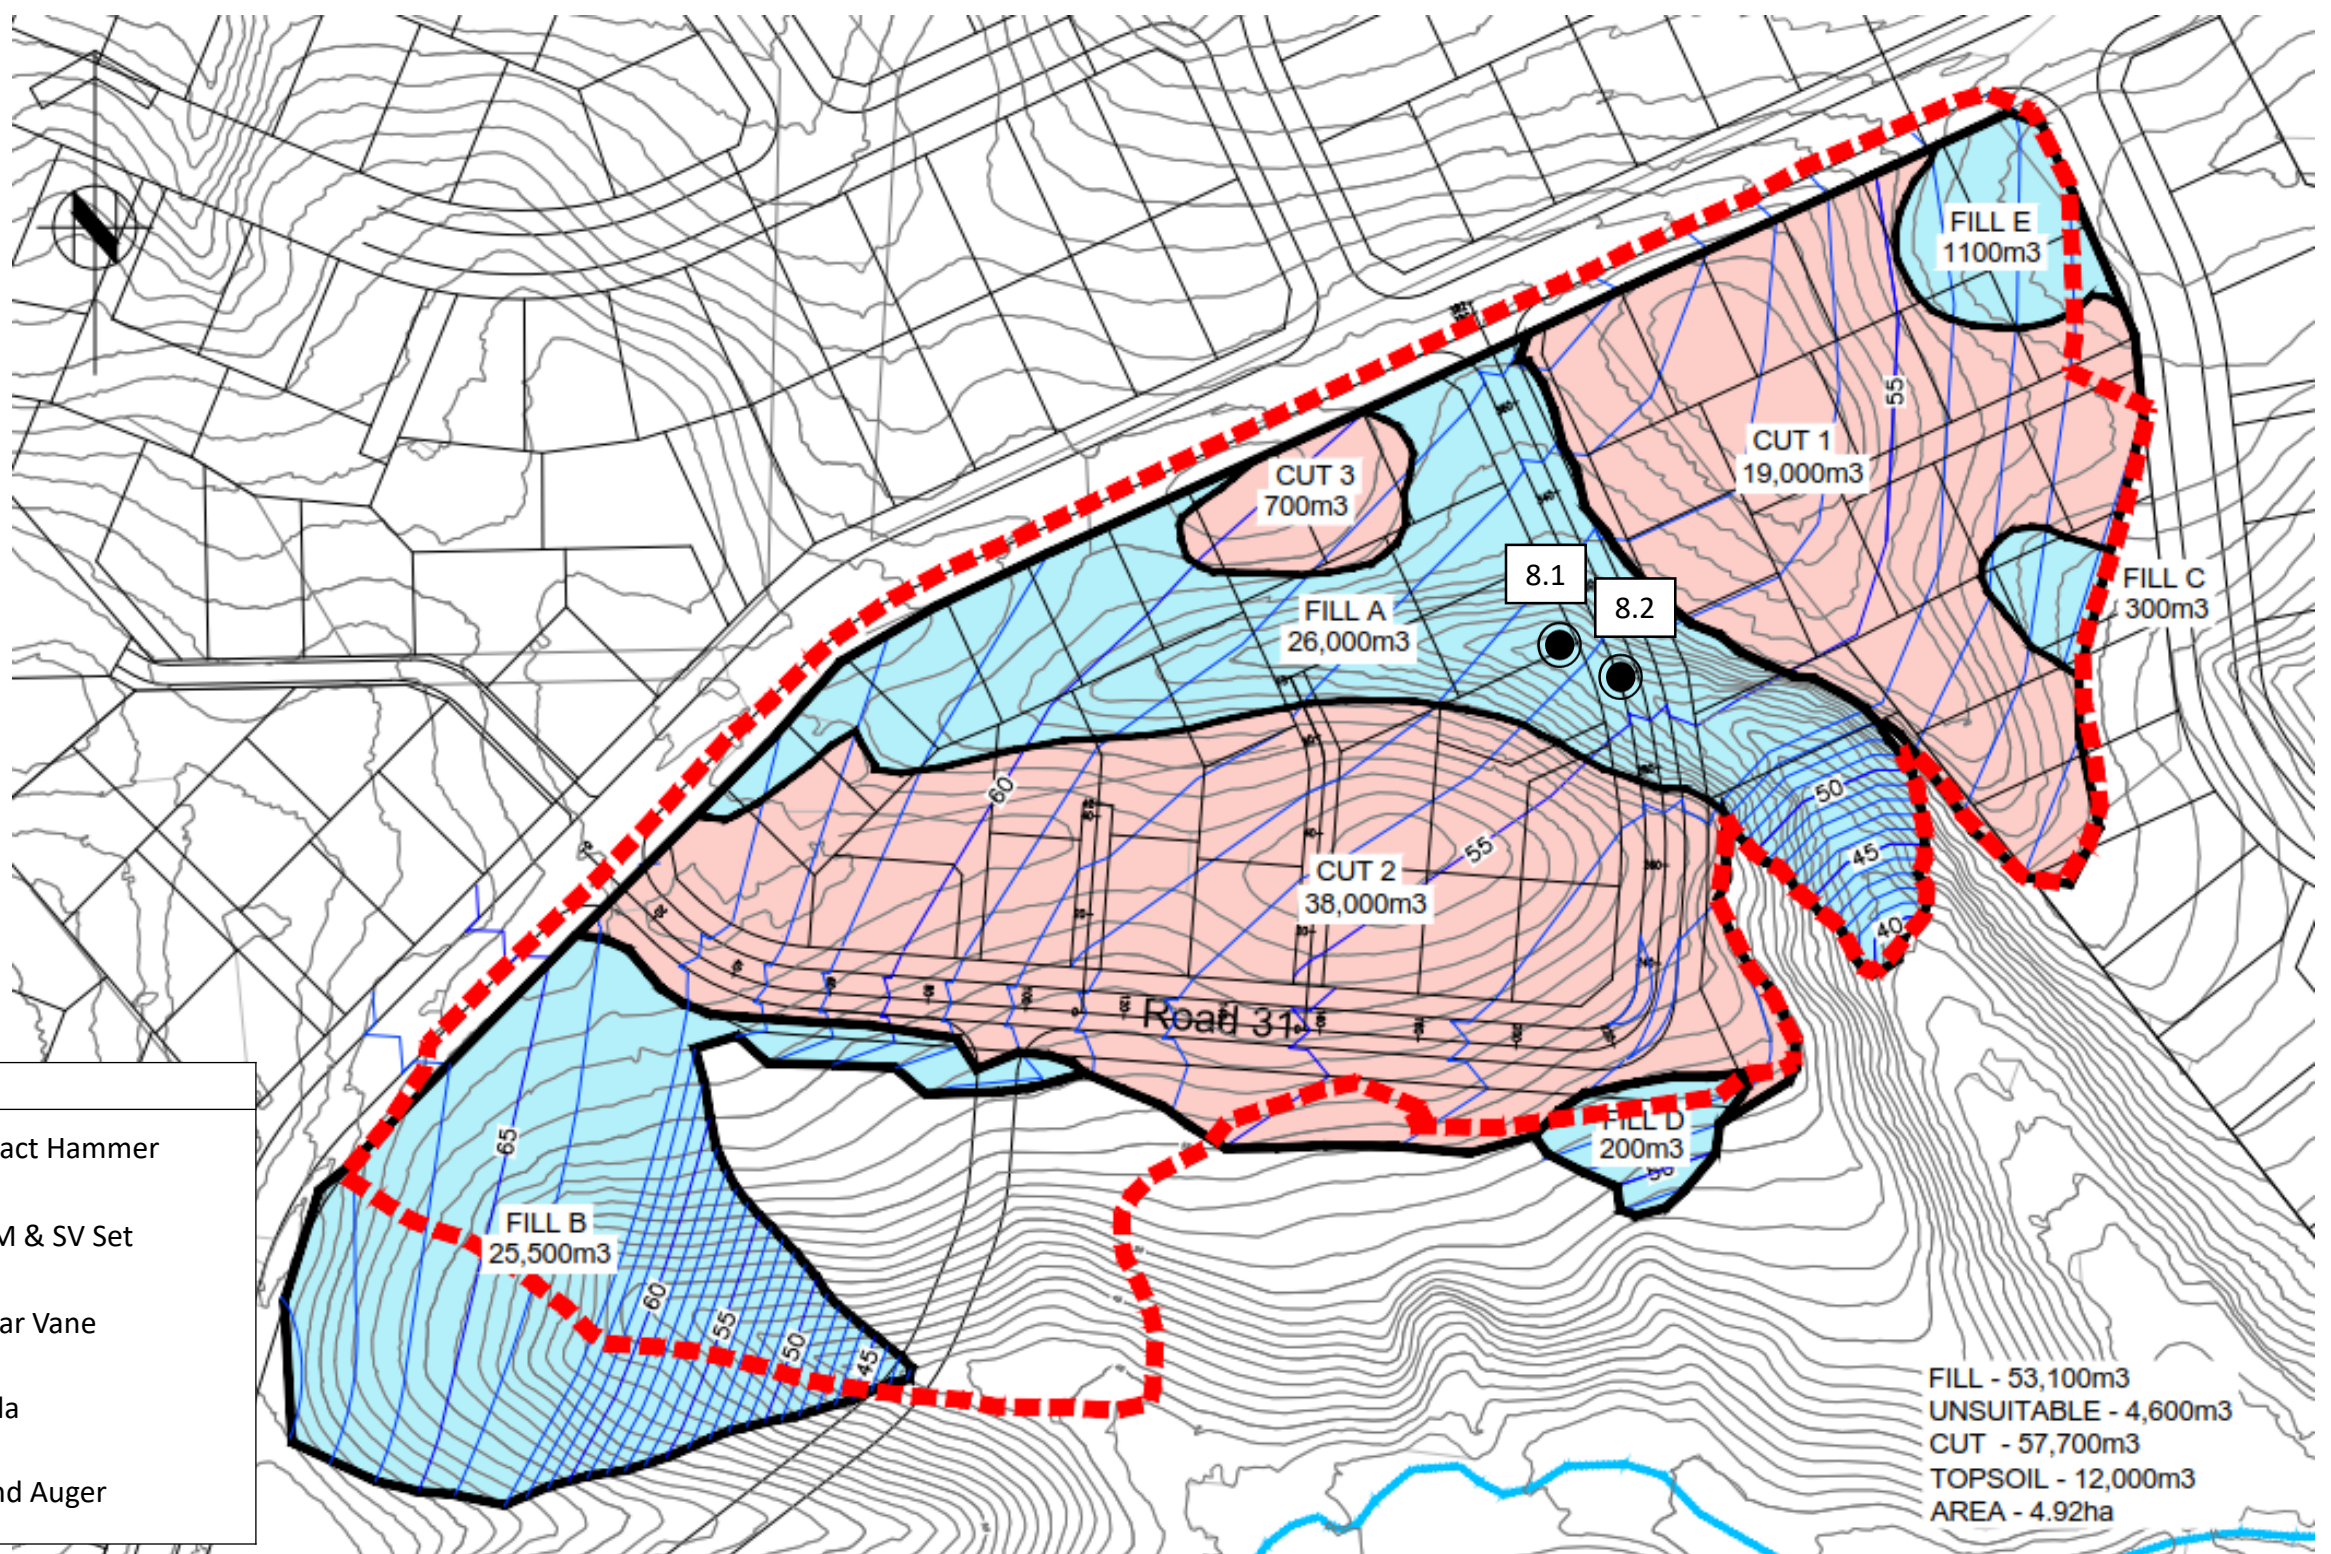 FILL E
1100m3
55
CUT 1
19,000m3
CUT 3
700m3
8.1
8.2
FILL C
300m3
FILL A
26,000m3
60
50
55
45
CUT 2
38,000m3
40
Road 31
65
FILL D
200m3
50
FILL B
25,500m3
60
55
50
45
act Hammer
M & SV Set
ar Vane
la
nd Auger
FILL - 53,100m3
UNSUITABLE - 4,600m3
CUT - 57,700m3
TOPSOIL - 12,000m3
AREA - 4.92ha